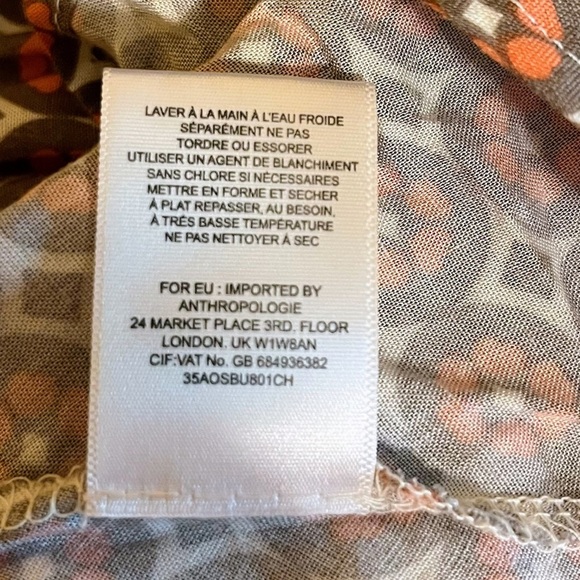 LAVER À LA MAIN À L'EAU FROIDE
SÉPARÉMENT NE PAS
TORDRE OU ESSORER
UTILISER UN AGENT DE BLANCHIMENT
SANS CHLORE SI NÉCESSAIRES
METTRE EN FORME ET SECHER
À PLAT REPASSER, AU BESOIN,
À TRÉS BASSE TEMPÉRATURE
NE PAS NETTOYER À SEC
FOR EU : IMPORTED BY
ANTHROPOLOGIE
24 MARKET PLACE 3RD. FLOOR
LONDON. UK W1W8AN
CIF:VAT No. GB 684936382
35AOSBU801CH